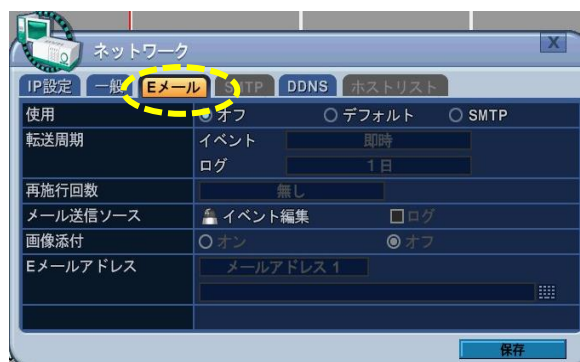 ネットワーク X
IP設定 一般 Eメール SMTP DDNS ホストリスト
使用 オフ デフォルト SMTP
転送周期 イベント 即時
ログ 1日
再施行回数 無し
メール送信ソース イベント編集 ログ
画像添付 オン オフ
Eメールアドレス メールアドレス 1
保存